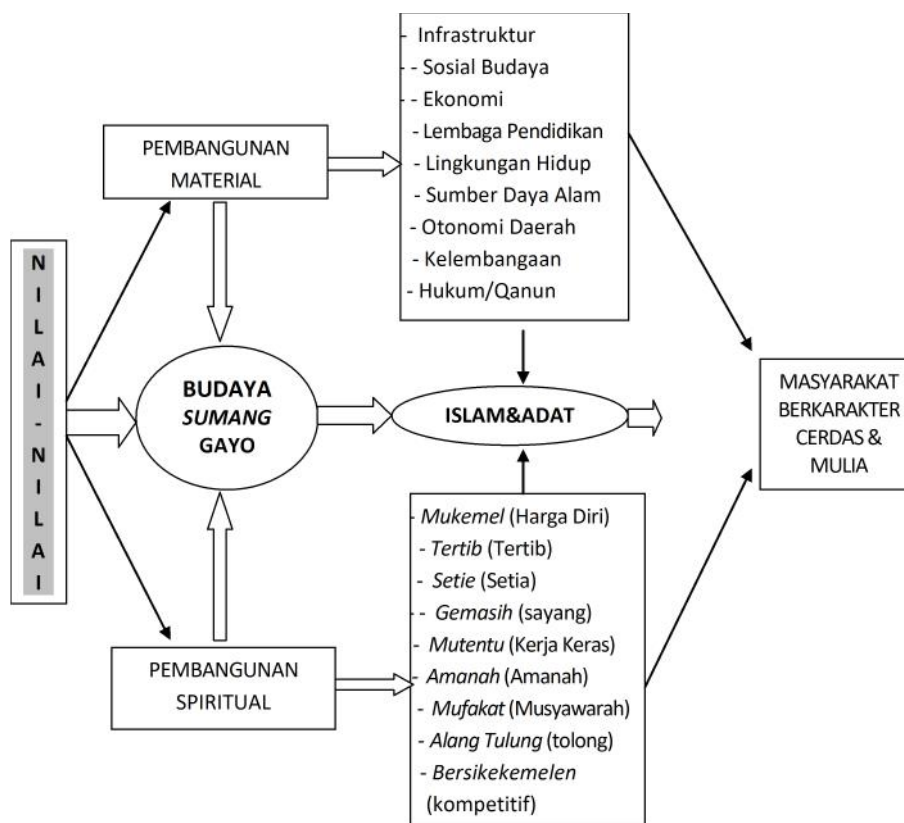 NILAI-NILAI
PEMBANGUNAN
MATERIAL
- Infrastruktur
- - Sosial Budaya
- - Ekonomi
- Lembaga Pendidikan
- Lingkungan Hidup
- Sumber Daya Alam
- Otonomi Daerah
- Kelembangaan
- Hukum/Qanun
BUDAYA
SUMANG
GAYO
ISLAM&ADAT
MASYARAKAT
BERKARAKTER
CERDAS &
MULIA
PEMBANGUNAN
SPIRITUAL
- Mukemel (Harga Diri)
- Tertib (Tertib)
- Setie (Setia)
- - Gemasih (sayang)
- Mutentu (Kerja Keras)
- Amanah (Amanah)
- Mufakat (Musyawarah)
- Alang Tulung (tolong)
- Bersikekemelen
(kompetitif)